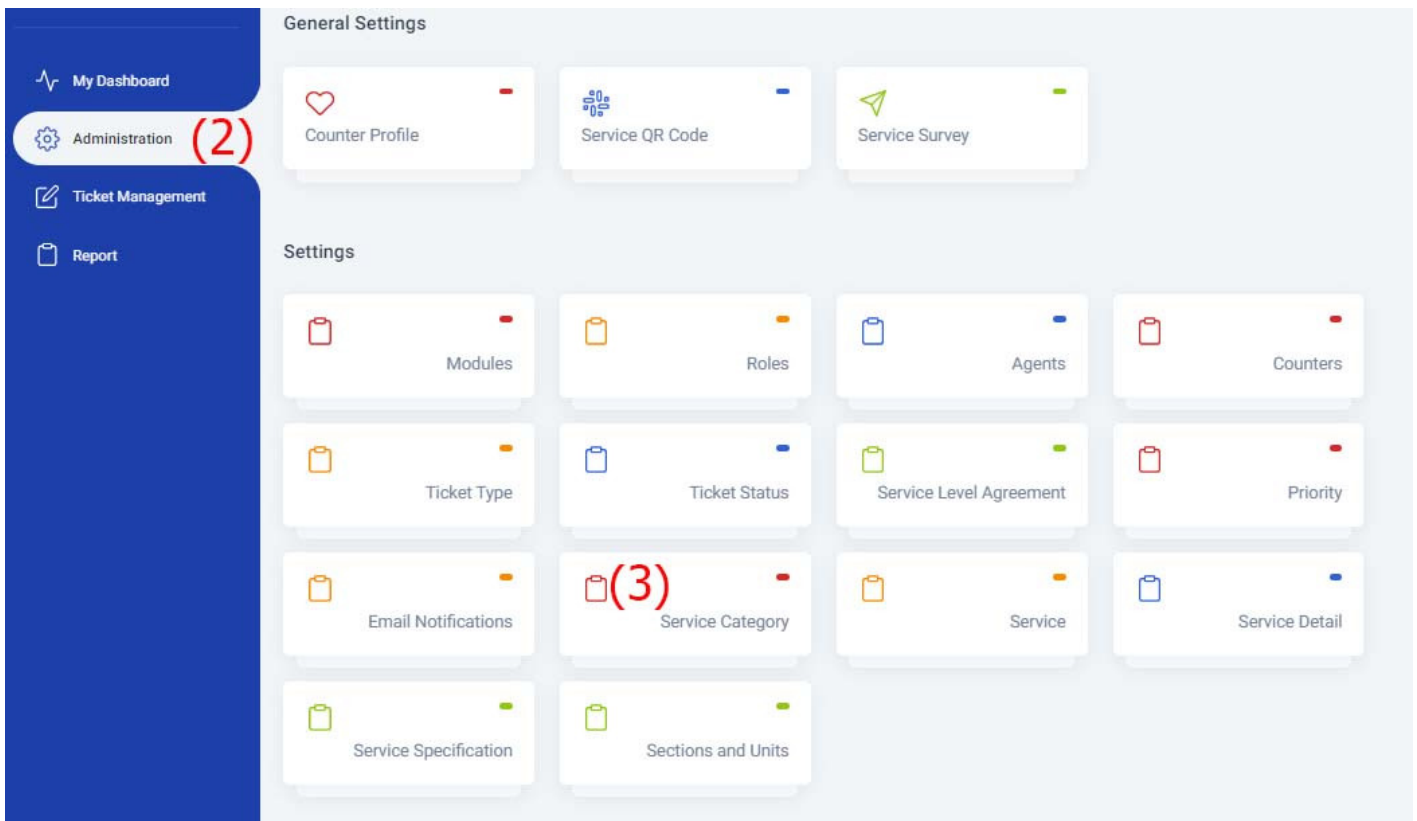 General Settings
My Dashboard
Administration (2)
Ticket Management
Report
Counter Profile
Service QR Code
Service Survey
Settings
Modules
Roles
Agents
Counters
Ticket Type
Ticket Status
Service Level Agreement
Priority
Email Notifications
(3)
Service Category
Service
Service Detail
Service Specification
Sections and Units